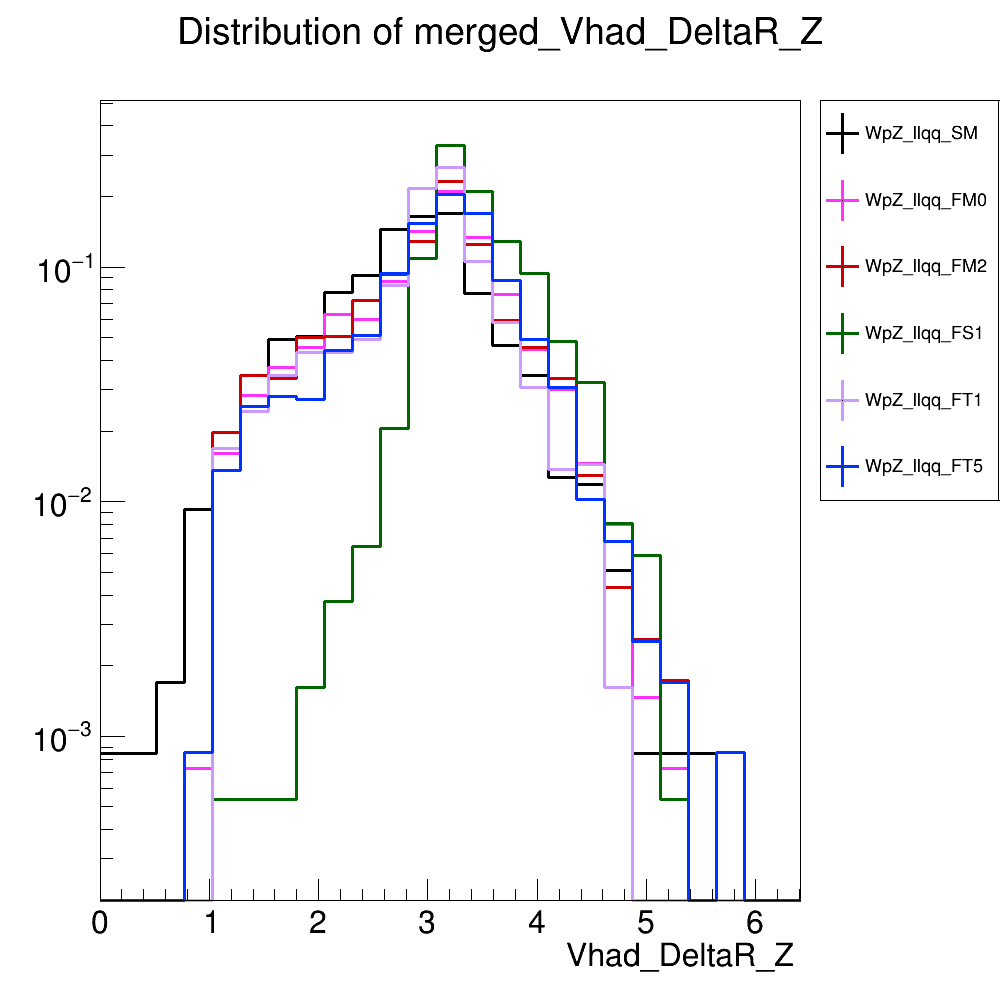 Distribution of merged_Vhad_DeltaR_Z
WpZ_llqq_SM
WpZ_llqq_FM0
WpZ_llqq_FM2
WpZ_llqq_FS1
WpZ_llqq_FT1
WpZ_llqq_FT5
10⁻¹
10⁻²
10⁻³
0 1 2 3 4 5 6
Vhad_DeltaR_Z